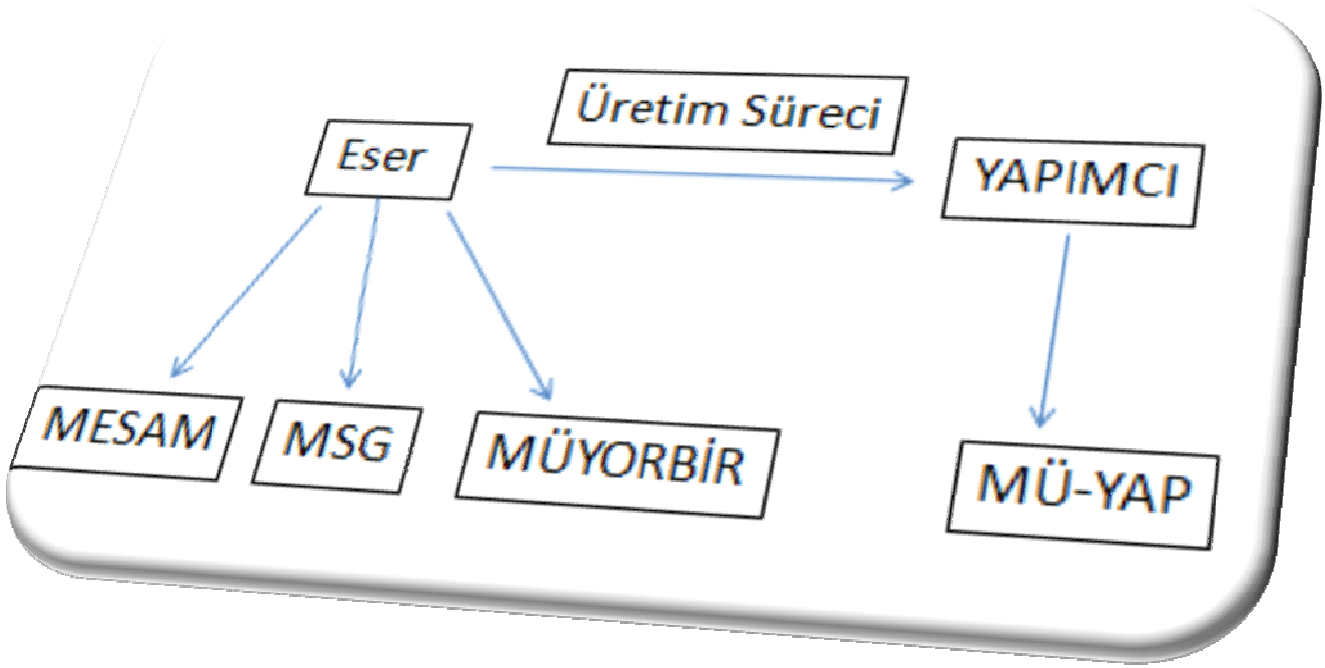 Üretim Süreci
Eser
YAPIMCI
MESAM
MSG
MÜYORBİR
MÜ-YAP